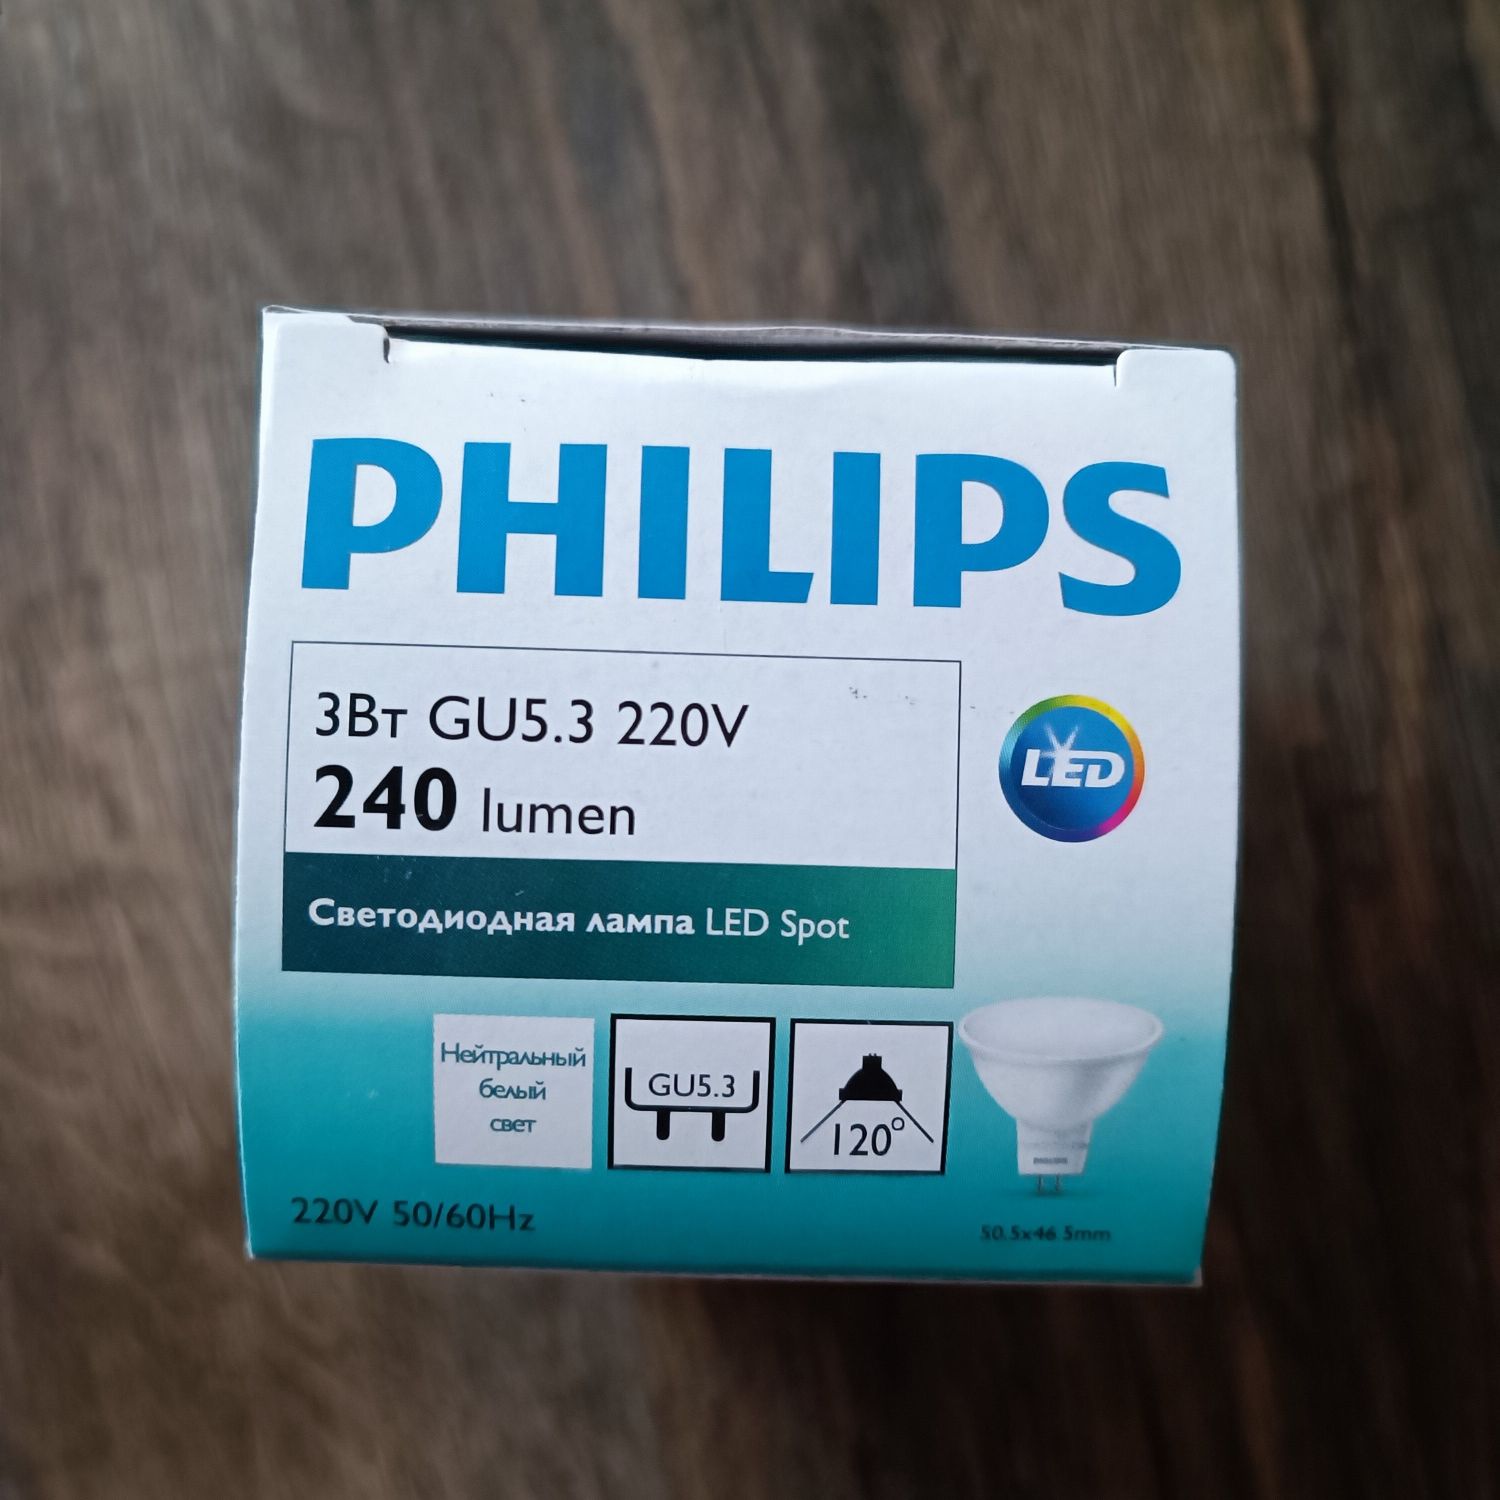 PHILIPS
3Вт GU5.3 220V
240 lumen
LED
Светодиодная лампа LED Spot
Нейтральный
белый
свет
GU5.3
120°
PHILIPS
220V 50/60Hz
50.5x46.5mm